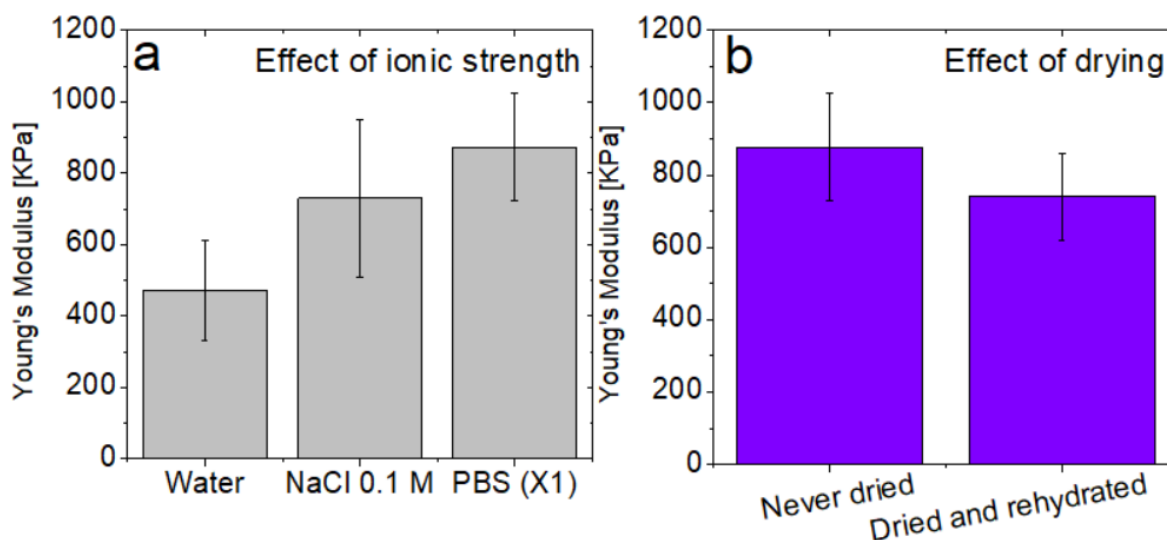 a
Effect of ionic strength
Young's Modulus [KPa]
1200
1000
800
600
400
200
0
Water
NaCl 0.1 M
PBS (X1)
b
Effect of drying
Young's Modulus [KPa]
1200
1000
800
600
400
200
0
Never dried
Dried and rehydrated